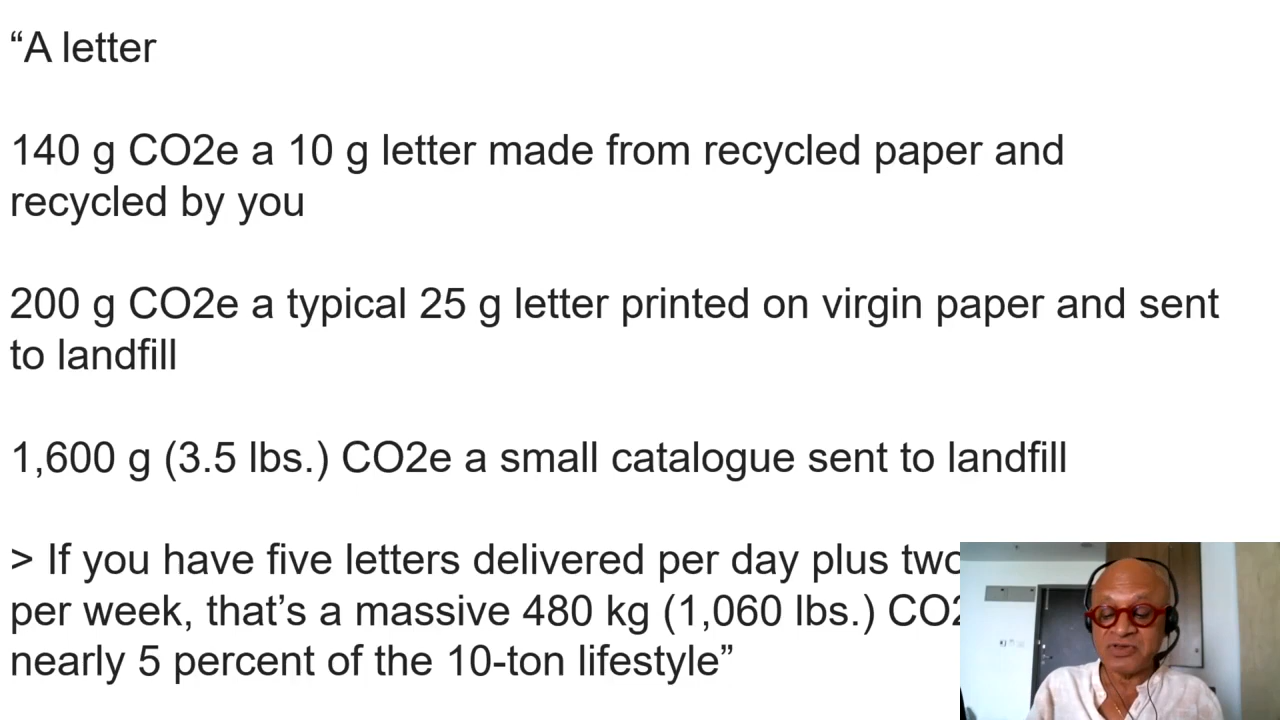 “A letter
140 g CO2e a 10 g letter made from recycled paper and
recycled by you
200 g CO2e a typical 25 g letter printed on virgin paper and sent
to landfill
1,600 g (3.5 lbs.) CO2e a small catalogue sent to landfill
> If you have five letters delivered per day plus two
per week, that’s a massive 480 kg (1,060 lbs.)
nearly 5 percent of the 10-ton lifestyle”